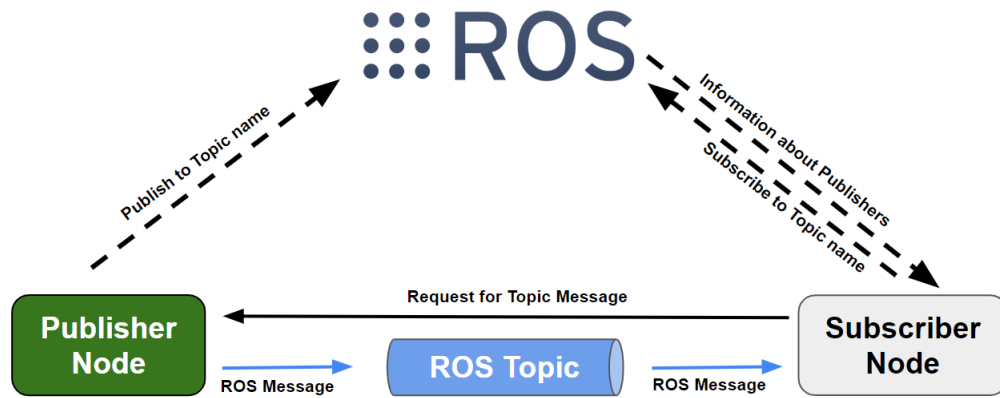 ROS
Publish to Topic name
Information about Publishers
Subscribe to Topic name
Request for Topic Message
Publisher
Node
ROS Message
ROS Topic
ROS Message
Subscriber
Node